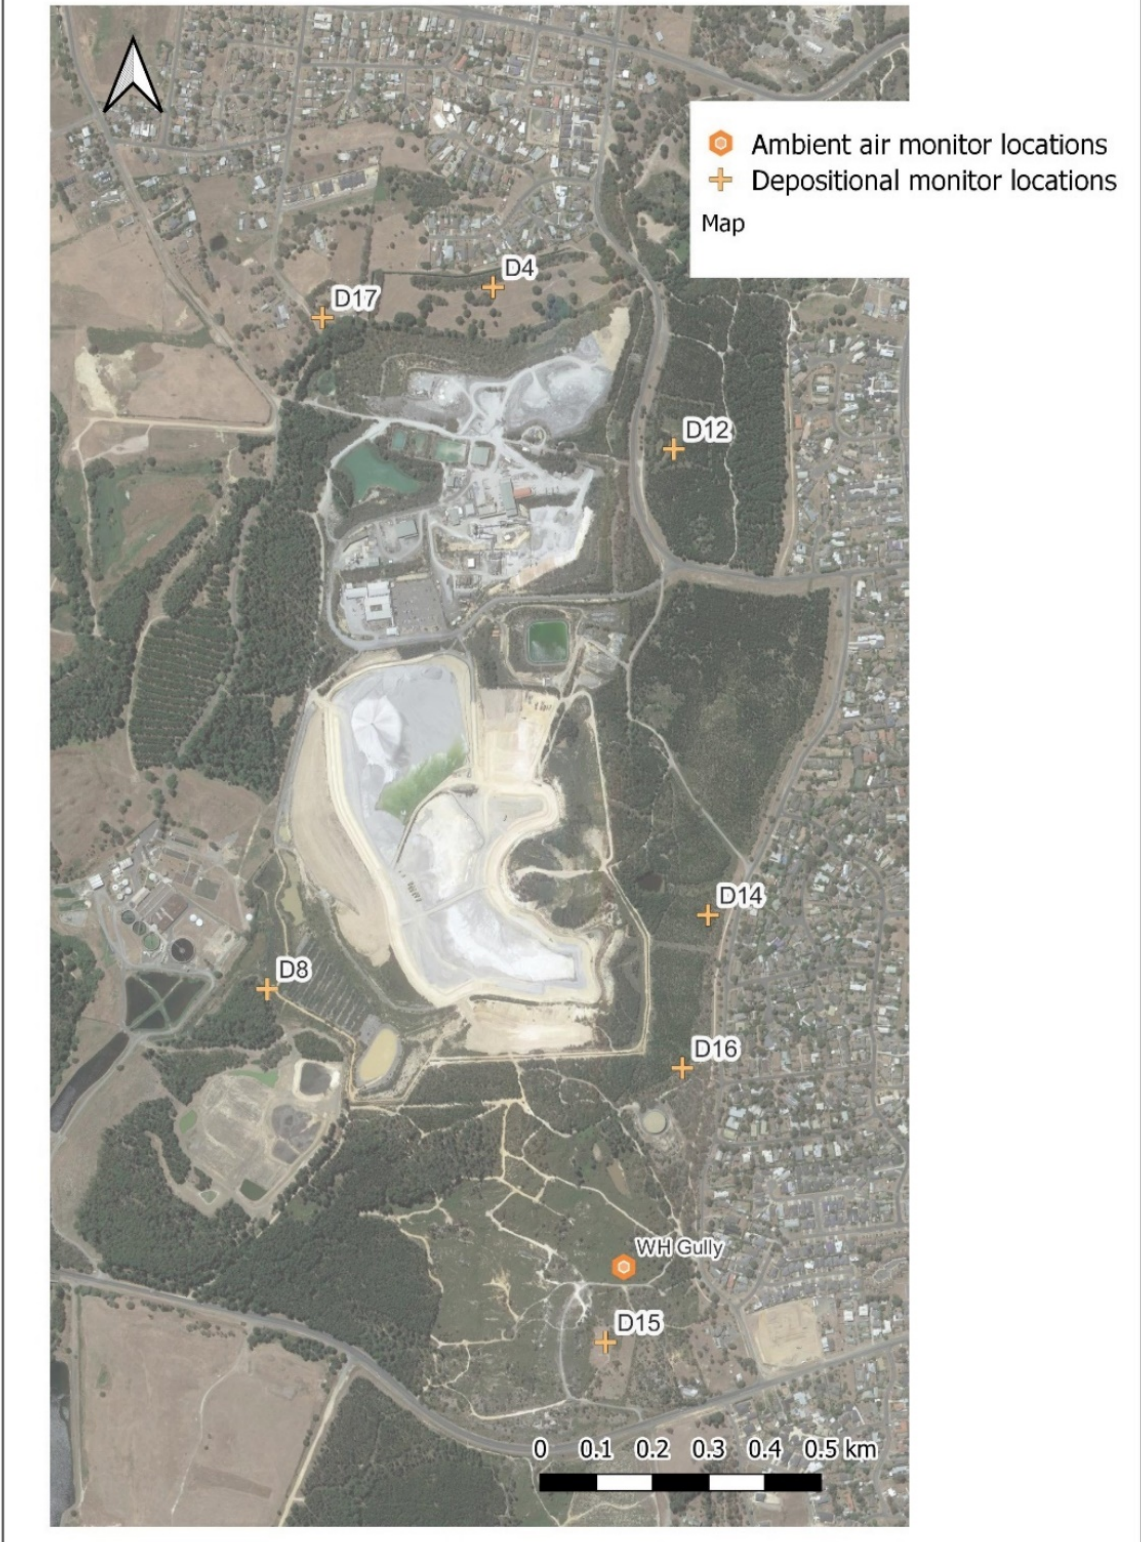 Ambient air monitor locations
Depositional monitor locations
Map
D4
D17
D12
D14
D8
D16
WH Gully
D15
0 0.1 0.2 0.3 0.4 0.5 km